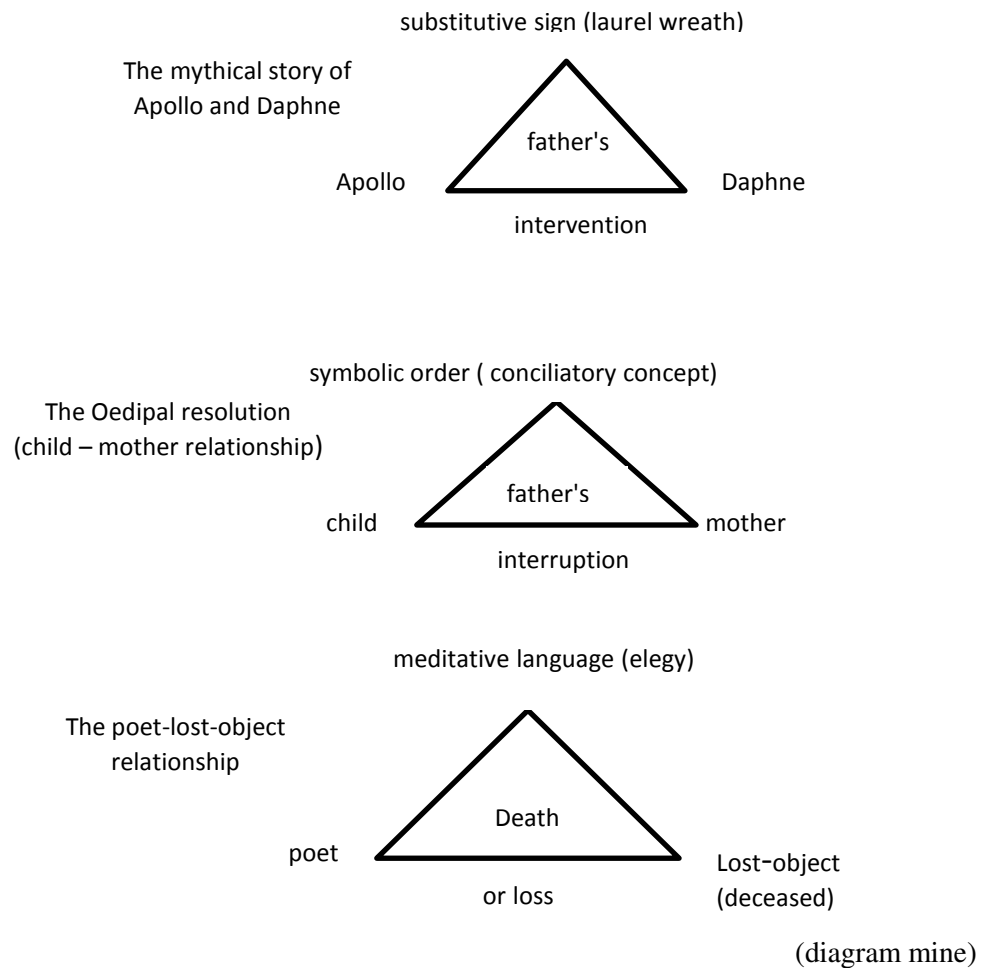 substitutive sign (laurel wreath)
The mythical story of
Apollo and Daphne
father's
Apollo
Daphne
intervention
symbolic order ( conciliatory concept)
The Oedipal resolution
(child – mother relationship)
father's
child
mother
interruption
meditative language (elegy)
The poet-lost-object
relationship
Death
poet
Lost-object
(deceased)
or loss
(diagram mine)